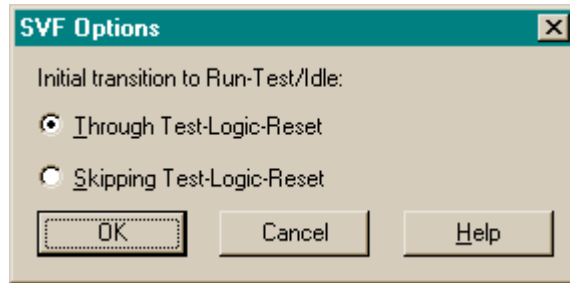 SVF Options
Initial transition to Run-Test/Idle:
Through Test-Logic-Reset
Skipping Test-Logic-Reset
OK Cancel Help